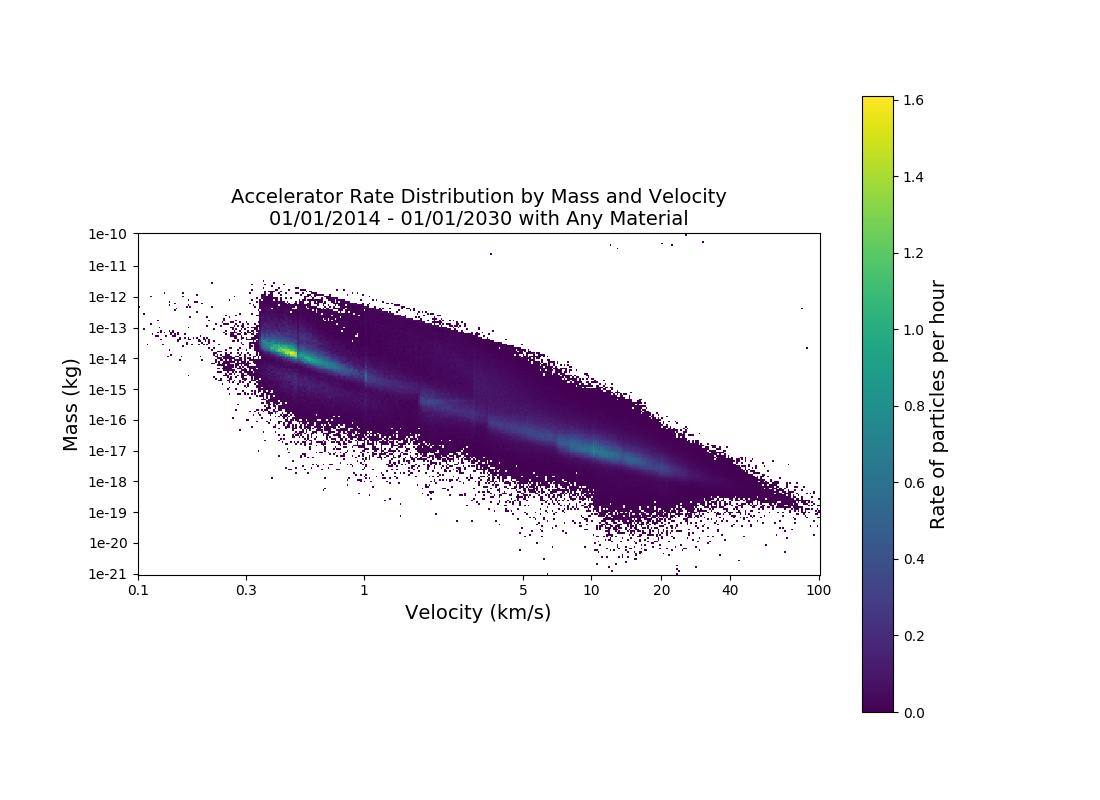 Accelerator Rate Distribution by Mass and Velocity
01/01/2014 - 01/01/2030 with Any Material
1e-10
1e-11
1e-12
1e-13
1e-14
1e-15
1e-16
1e-17
1e-18
1e-19
1e-20
1e-21
Mass (kg)
0.1
0.3
1
5
10
20
40
100
Velocity (km/s)
1.6
1.4
1.2
1.0
0.8
0.6
0.4
0.2
0.0
Rate of particles per hour